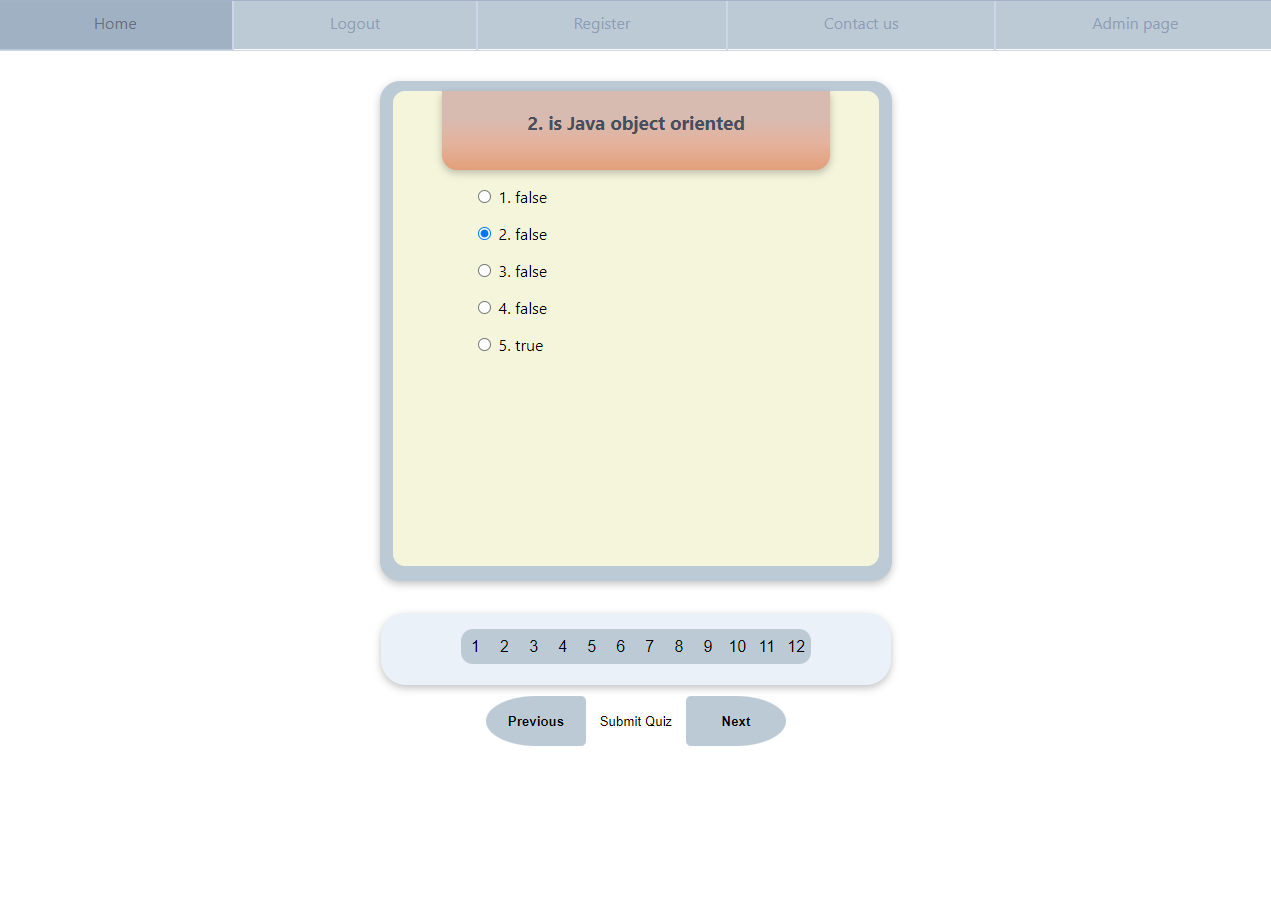 Home Logout Register Contact us Admin page
2. is Java object oriented
1. false
2. false
3. false
4. false
5. true
1 2 3 4 5 6 7 8 9 10 11 12
Previous Submit Quiz Next